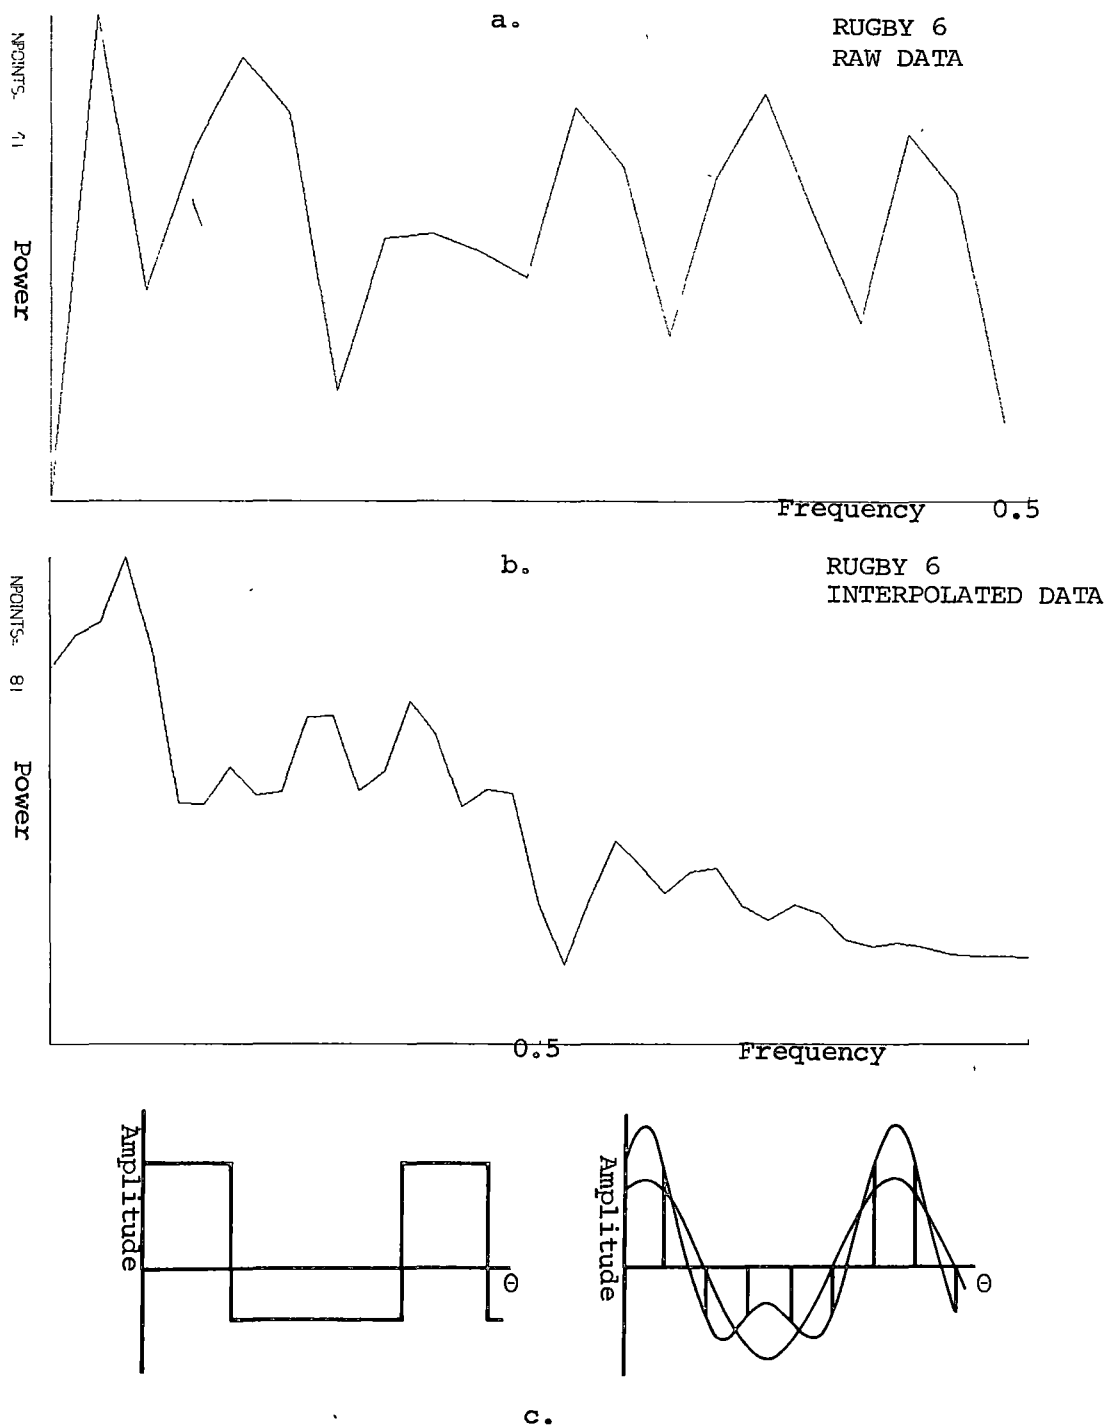 a.
RUGBY 6
RAW DATA
NPOINTS=
Power
Frequency
0.5
b.
RUGBY 6
INTERPOLATED DATA
NPOINTS= 81
Power
0.5
Frequency
Amplitude
θ
Amplitude
θ
c.